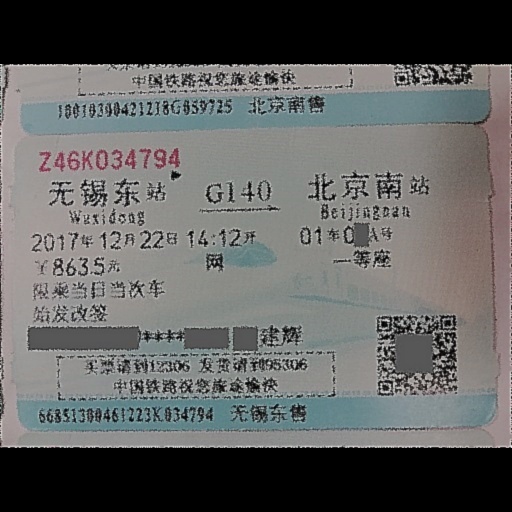 中国铁路祝您旅途愉快
10010300421218G059725 北京南售
Z46K034794
无锡东站 G140 北京南站
Wuxidong Beijingnan
2017年12月22日14:12开 01车0 A号
￥863.5元 网 一等座
限乘当日当次车
始发改签
**** 建辉
买票请到12306 发货请到95306
中国铁路祝您旅途愉快
66851300461223K034794 无锡东售